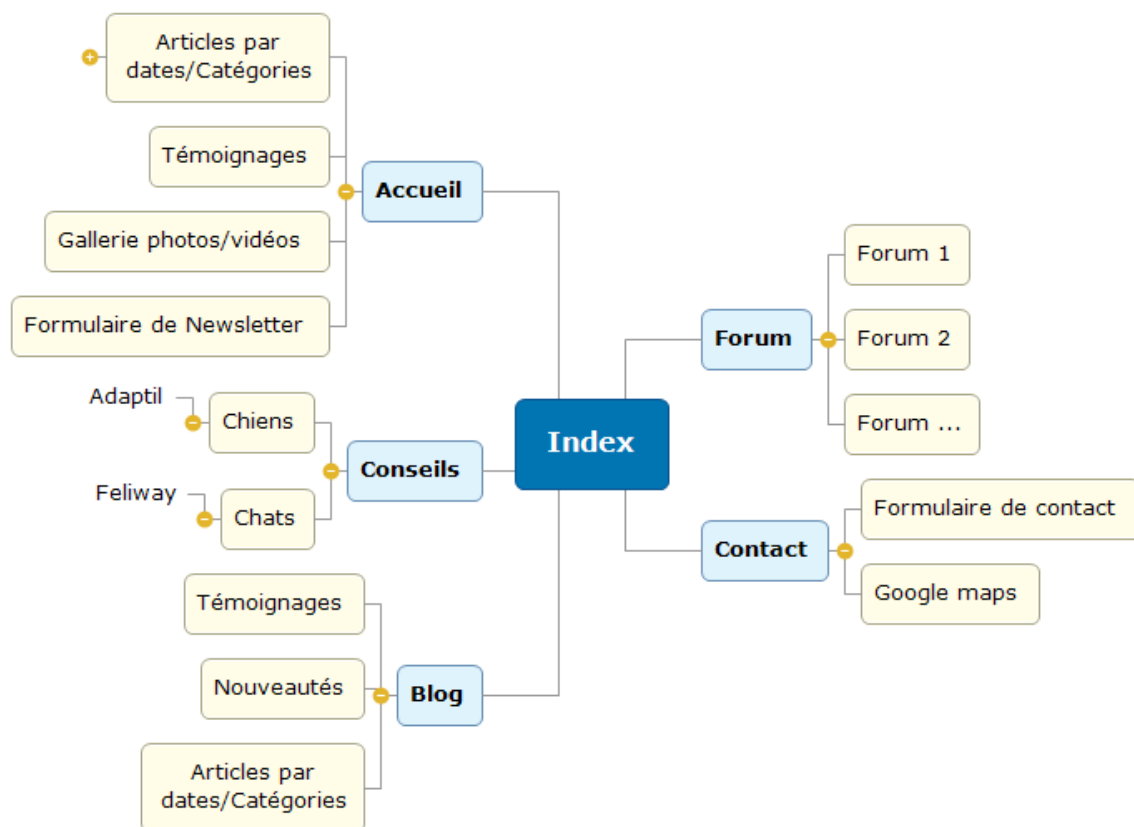 Articles par
dates/Catégories
Témoignages
Gallerie photos/vidéos
Formulaire de Newsletter
Accueil
Adaptil
Chiens
Feliway
Chats
Conseils
Témoignages
Nouveautés
Articles par
dates/Catégories
Blog
Index
Forum
Forum 1
Forum 2
Forum ...
Contact
Formulaire de contact
Google maps